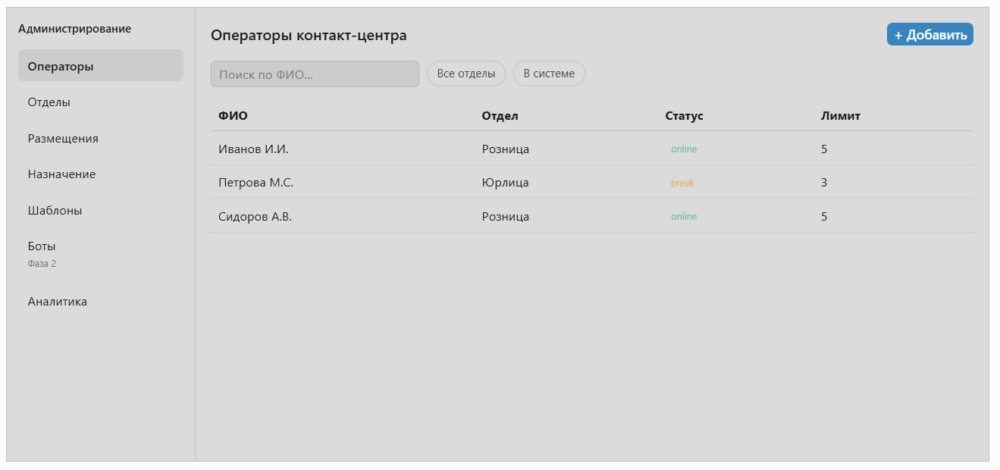 Администрирование
Операторы
Отделы
Размещения
Назначение
Шаблоны
Боты
Фаза 2
Аналитика
Операторы контакт-центра
+ Добавить
Поиск по ФИО...
Все отделы
В системе
ФИО Отдел Статус Лимит
Иванов И.И. Розница online 5
Петрова М.С. Юрлица break 3
Сидоров А.В. Розница online 5